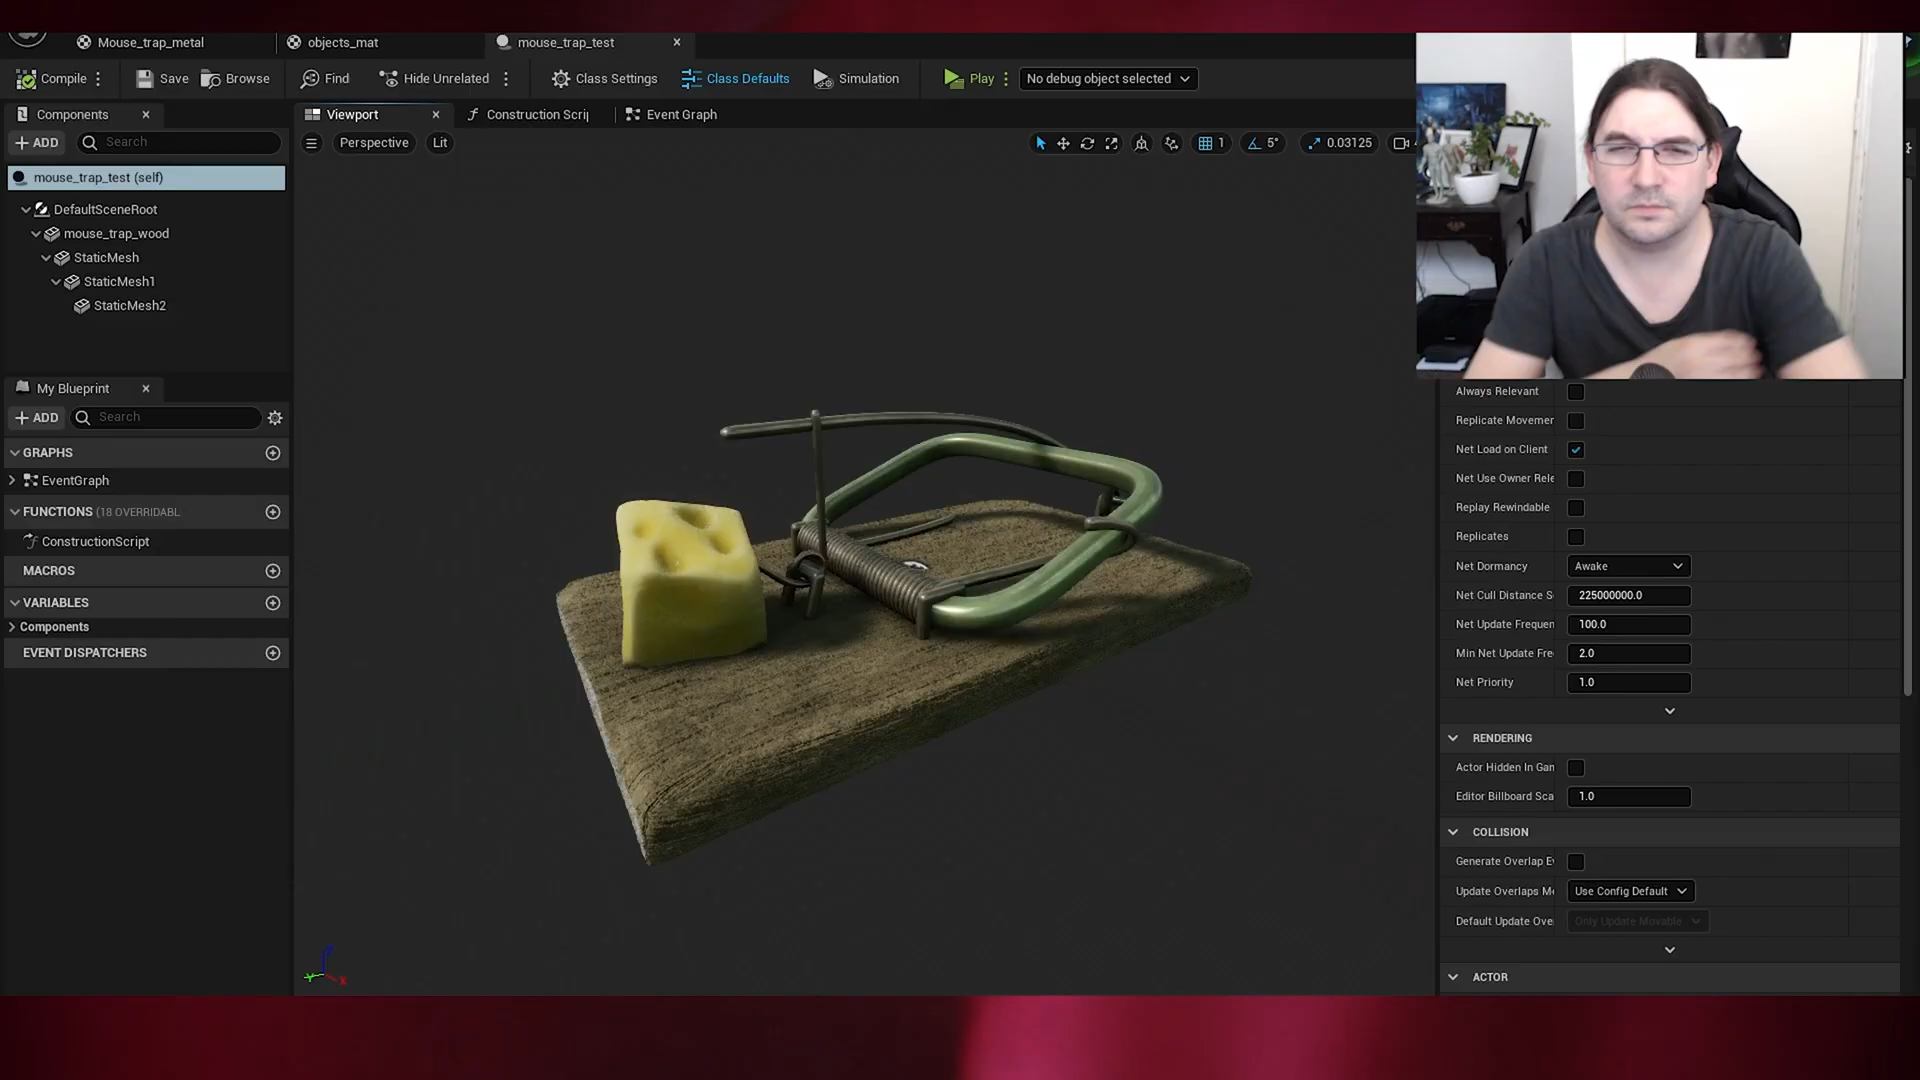 Mouse_trap_metal objects_mat mouse_trap_test
Compile Save Browse Find Hide Unrelated Class Settings Class Defaults Simulation Play No debug object selected
Components
ADD Search
mouse_trap_test (self)
DefaultSceneRoot
mouse_trap_wood
StaticMesh
StaticMesh1
StaticMesh2
My Blueprint
ADD Search
GRAPHS
EventGraph
FUNCTIONS (18 OVERRIDABL
ConstructionScript
MACROS
VARIABLES
Components
EVENT DISPATCHERS
Viewport Construction Scri Event Graph
Perspective Lit 1 5° 0.03125
Z
Y X
Always Relevant
Replicate Movemer
Net Load on Client
Net Use Owner Rele
Replay Rewindable
Replicates
Net Dormancy Awake
Net Cull Distance S 225000000.0
Net Update Frequen 100.0
Min Net Update Fre 2.0
Net Priority 1.0
RENDERING
Actor Hidden In Gan
Editor Billboard Sca 1.0
COLLISION
Generate Overlap E
Update Overlaps Me Use Config Default
Default Update Ove Only Update Movable
ACTOR